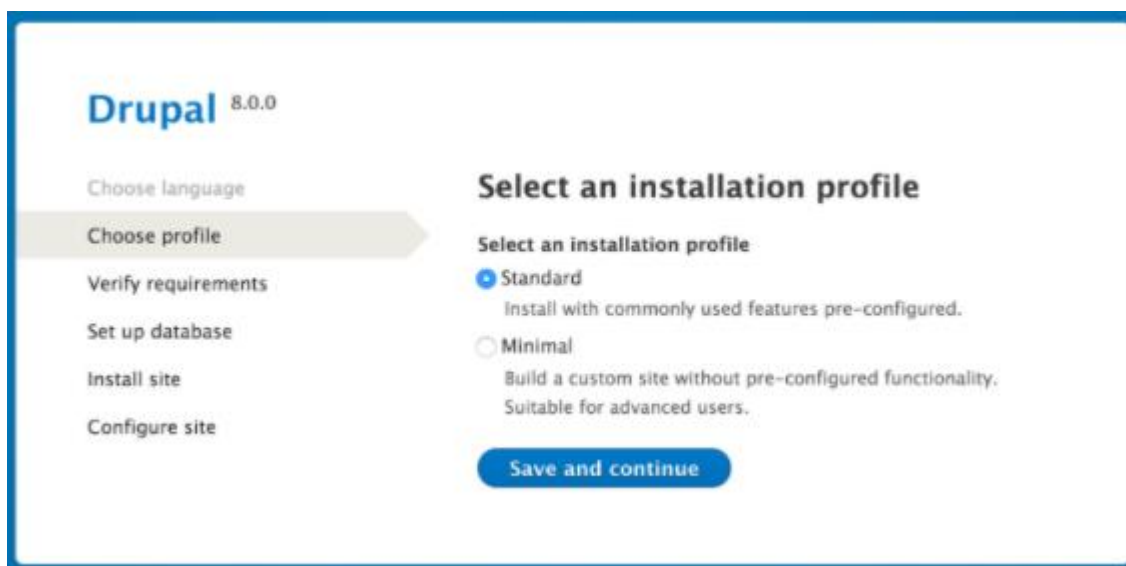 Drupal 8.0.0
Choose language
Choose profile
Verify requirements
Set up database
Install site
Configure site
Select an installation profile
Select an installation profile
Standard
Install with commonly used features pre-configured.
Minimal
Build a custom site without pre-configured functionality.
Suitable for advanced users.
Save and continue